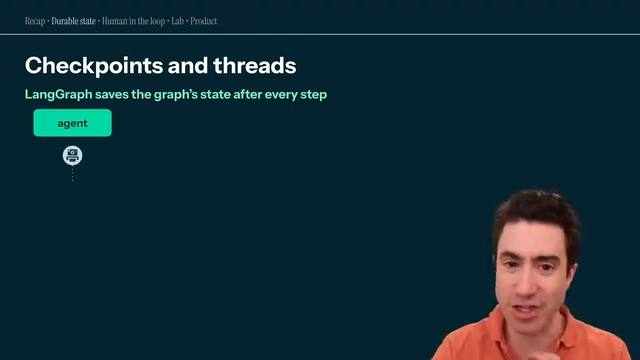 Recap • Durable state • Human in the loop • Lab • Product
Checkpoints and threads
LangGraph saves the graph's state after every step
agent